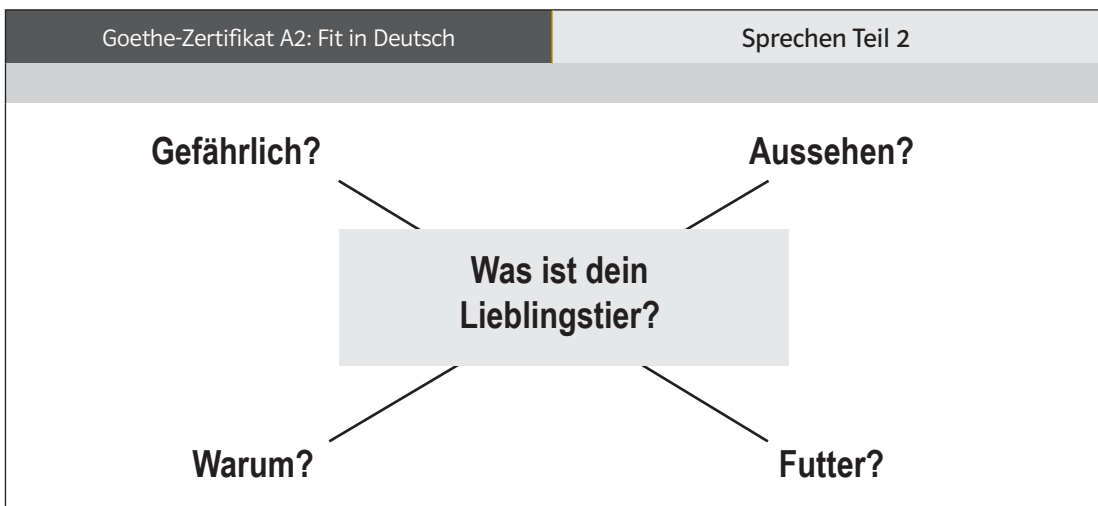 Goethe-Zertifikat A2: Fit in Deutsch
Sprechen Teil 2
Gefährlich?
Aussehen?
Was ist dein
Lieblingstier?
Warum?
Futter?